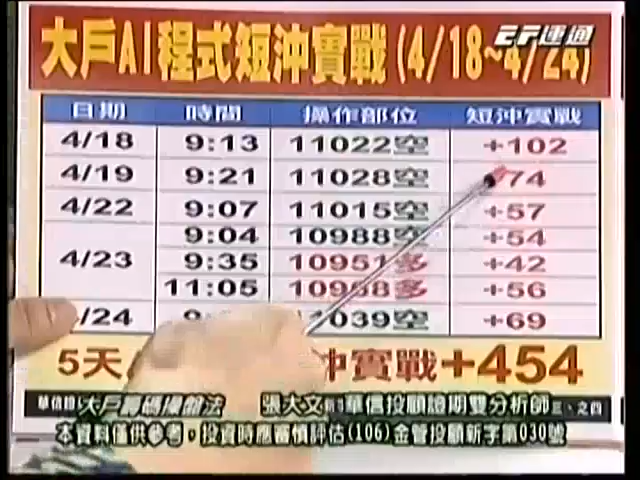 大戶AI程式短沖實戰(4/18~4/24)
運通
日期 時間 操作部位 短沖實戰
4/18 9:13 11022空 +102
4/19 9:21 11028空 74
4/22 9:07 11015空 +57
9:04 10988空 +54
4/23 9:35 10951多 +42
11:05 10968多 +56
/24 039空 +69
5天 沖實戰+454
大戶籌碼操盤法 張大文 華信投顧證期雙分析師
本資料僅供參考，投資時應審慎評估(106)金管投顧新字第030號